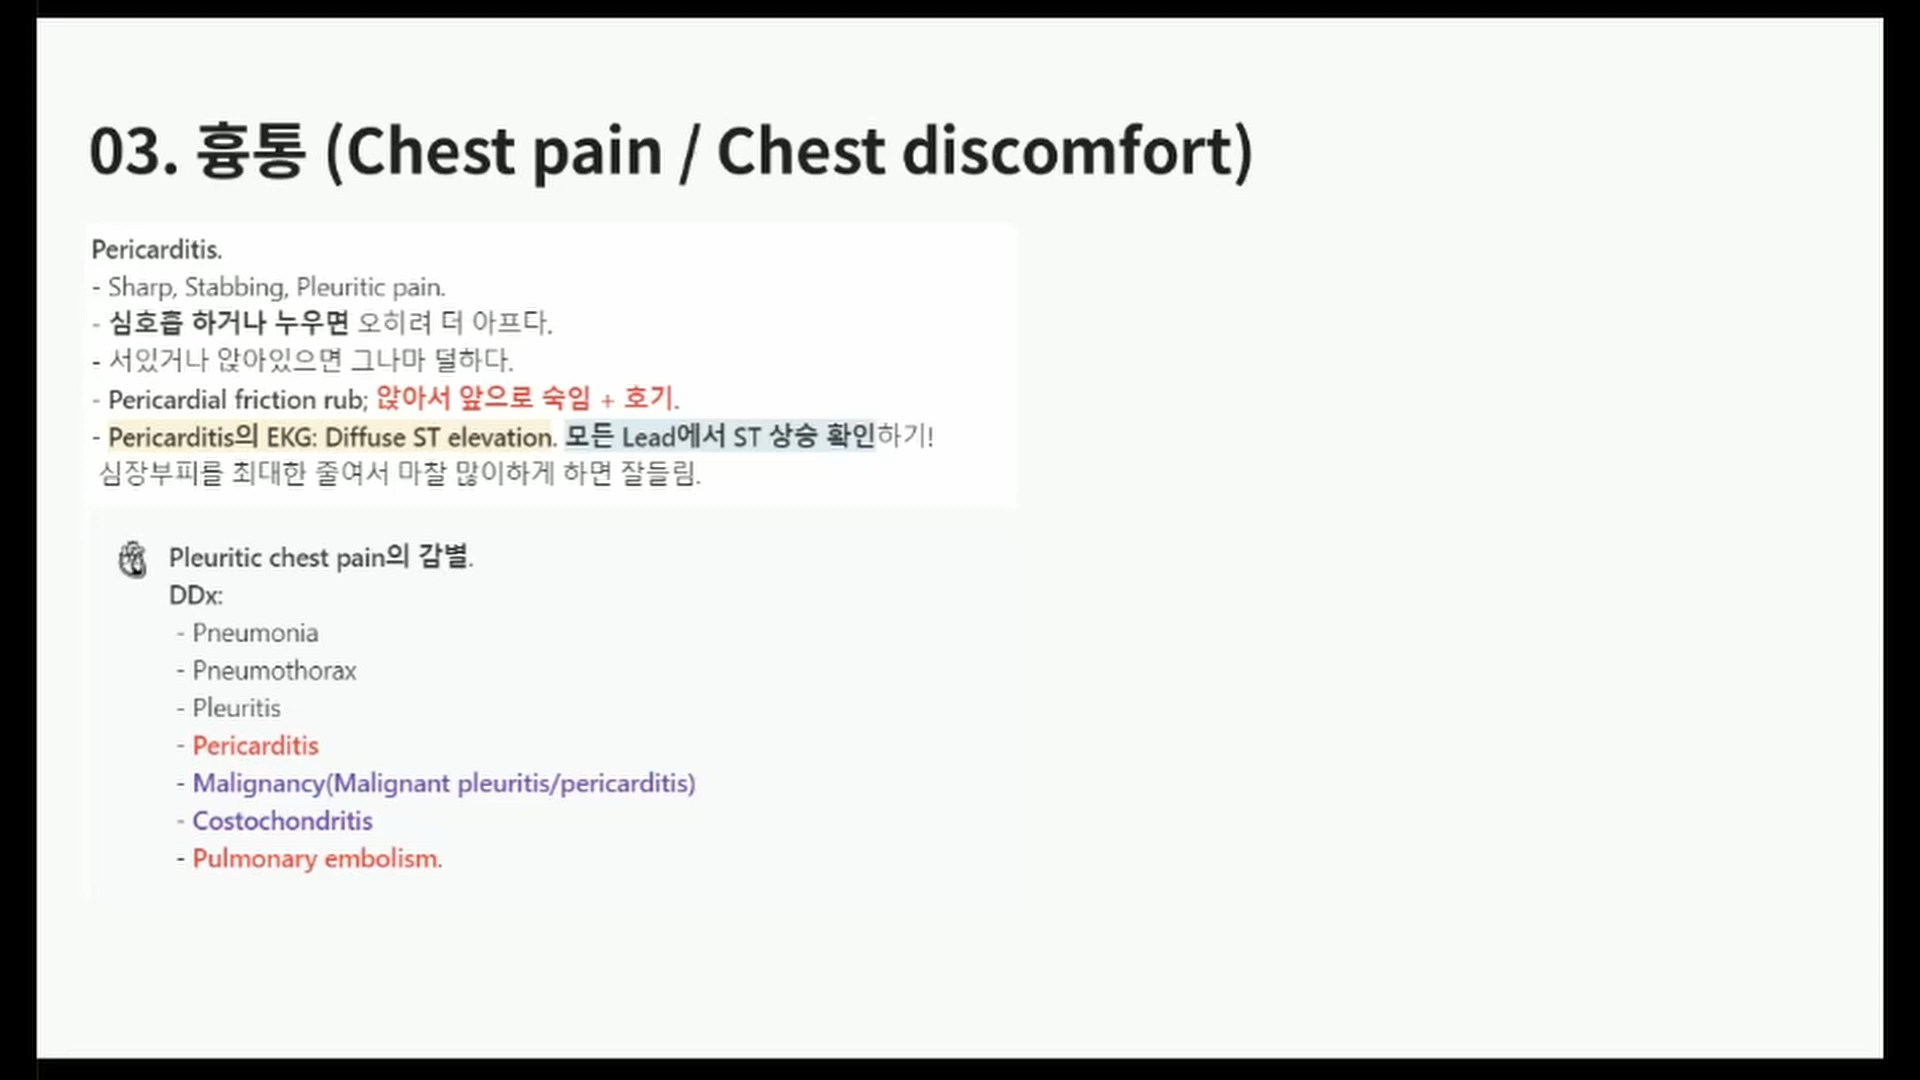 03. 흉통 (Chest pain / Chest discomfort)
Pericarditis.
- Sharp, Stabbing, Pleuritic pain.
- 심호흡 하거나 누우면 오히려 더 아프다.
- 서있거나 앉아있으면 그나마 덜하다.
- Pericardial friction rub; 앉아서 앞으로 숙임 + 호기.
- Pericarditis의 EKG: Diffuse ST elevation. 모든 Lead에서 ST 상승 확인하기!
심장부피를 최대한 줄여서 마찰 많이하게 하면 잘들림.
Pleuritic chest pain의 감별.
DDx:
- Pneumonia
- Pneumothorax
- Pleuritis
- Pericarditis
- Malignancy(Malignant pleuritis/pericarditis)
- Costochondritis
- Pulmonary embolism.